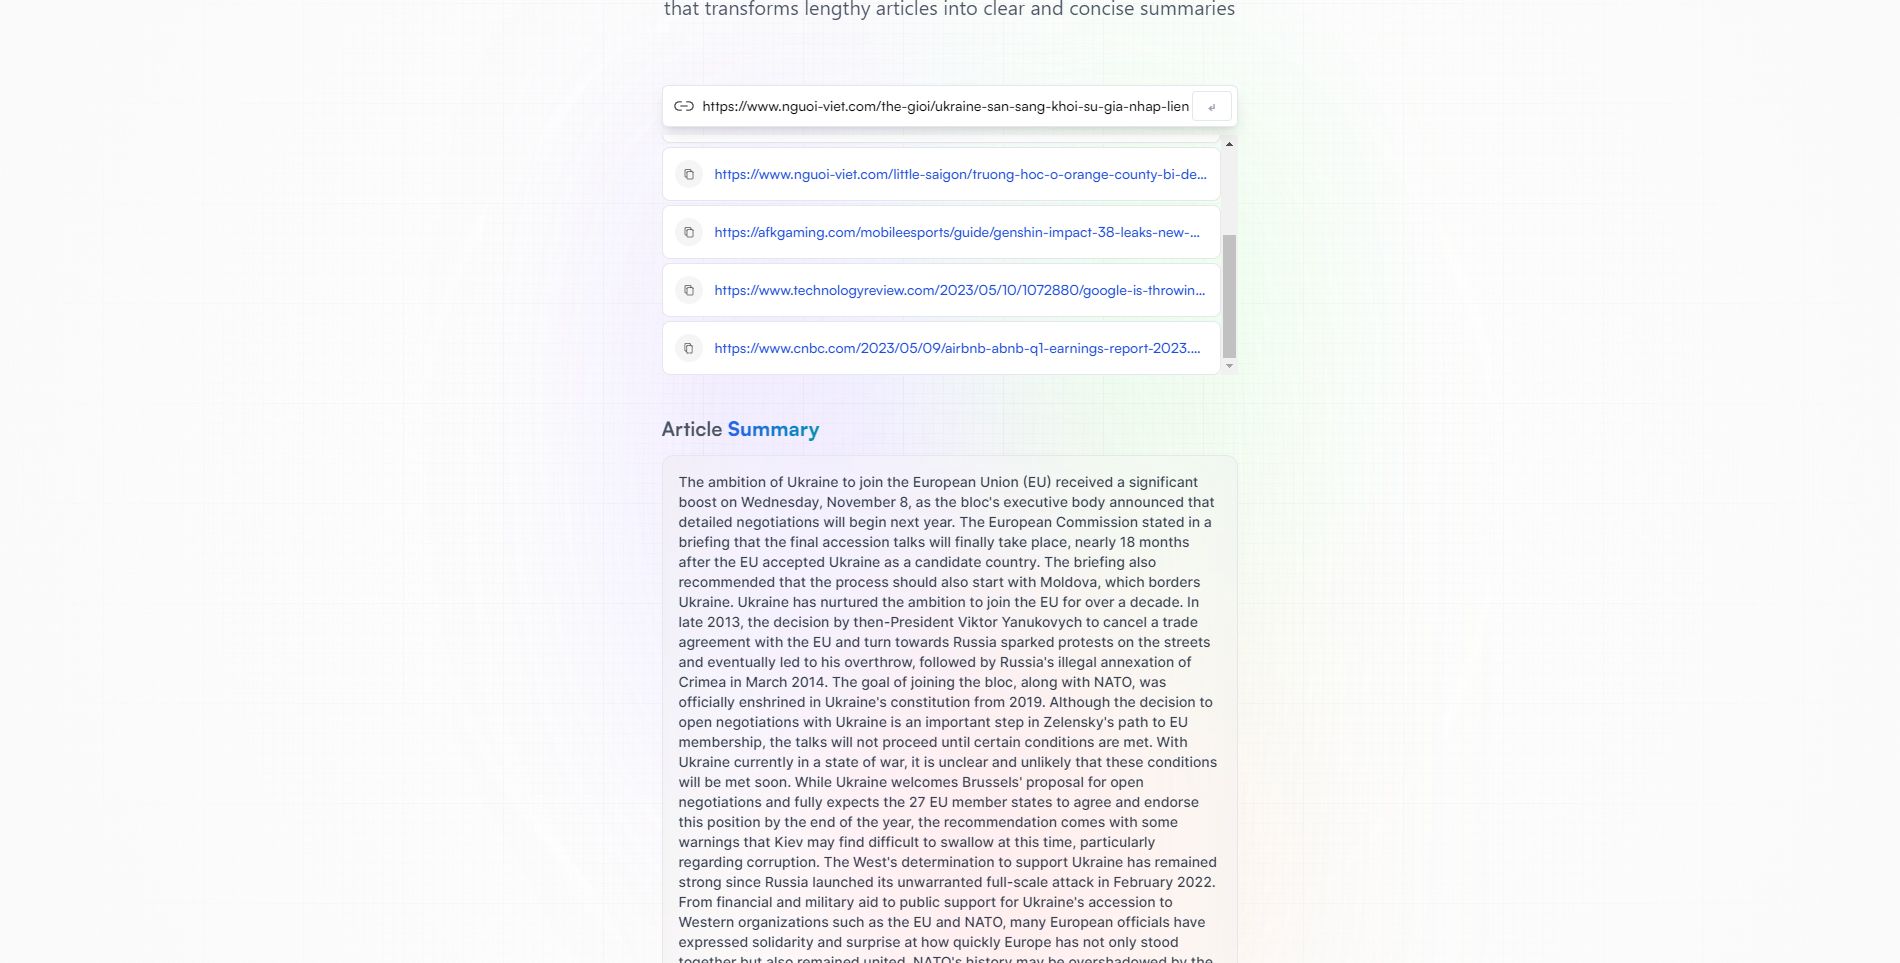 that transforms lengthy articles into clear and concise summaries
https://www.nguoi-viet.com/the-gioi/ukraine-san-sang-khoi-su-gia-nhap-lien
https://www.nguoi-viet.com/little-saigon/truong-hoc-o-orange-county-bi-de...
https://afkgaming.com/mobileesports/guide/genshin-impact-38-leaks-new-...
https://www.technologyreview.com/2023/05/10/1072880/google-is-throwin...
https://www.cnbc.com/2023/05/09/airbnb-abnb-q1-earnings-report-2023....
Article Summary
The ambition of Ukraine to join the European Union (EU) received a significant
boost on Wednesday, November 8, as the bloc's executive body announced that
detailed negotiations will begin next year. The European Commission stated in a
briefing that the final accession talks will finally take place, nearly 18 months
after the EU accepted Ukraine as a candidate country. The briefing also
recommended that the process should also start with Moldova, which borders
Ukraine. Ukraine has nurtured the ambition to join the EU for over a decade. In
late 2013, the decision by then-President Viktor Yanukovych to cancel a trade
agreement with the EU and turn towards Russia sparked protests on the streets
and eventually led to his overthrow, followed by Russia's illegal annexation of
Crimea in March 2014. The goal of joining the bloc, along with NATO, was
officially enshrined in Ukraine's constitution from 2019. Although the decision to
open negotiations with Ukraine is an important step in Zelensky's path to EU
membership, the talks will not proceed until certain conditions are met. With
Ukraine currently in a state of war, it is unclear and unlikely that these conditions
will be met soon. While Ukraine welcomes Brussels' proposal for open
negotiations and fully expects the 27 EU member states to agree and endorse
this position by the end of the year, the recommendation comes with some
warnings that Kiev may find difficult to swallow at this time, particularly
regarding corruption. The West's determination to support Ukraine has remained
strong since Russia launched its unwarranted full-scale attack in February 2022.
From financial and military aid to public support for Ukraine's accession to
Western organizations such as the EU and NATO, many European officials have
expressed solidarity and surprise at how quickly Europe has not only stood
together but also remained united. NATO's history may be overshadowed by the